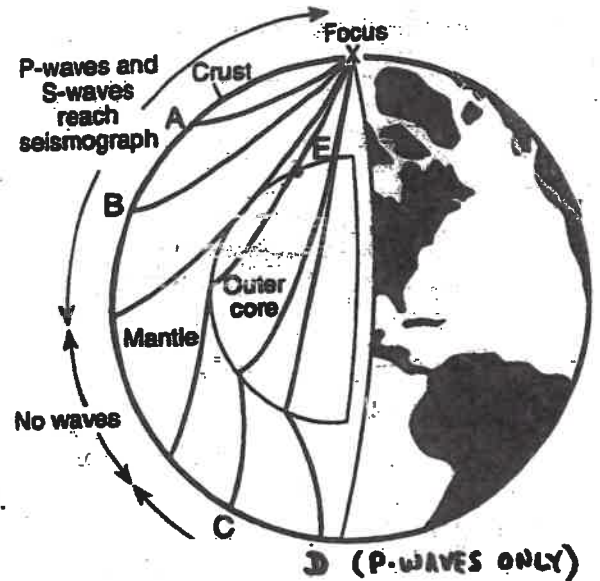 Focus
X
P-waves and
S-waves
reach
seismograph
Crust
A
E
B
Outer
core
Mantle
No waves
C
D (P-WAVES ONLY)